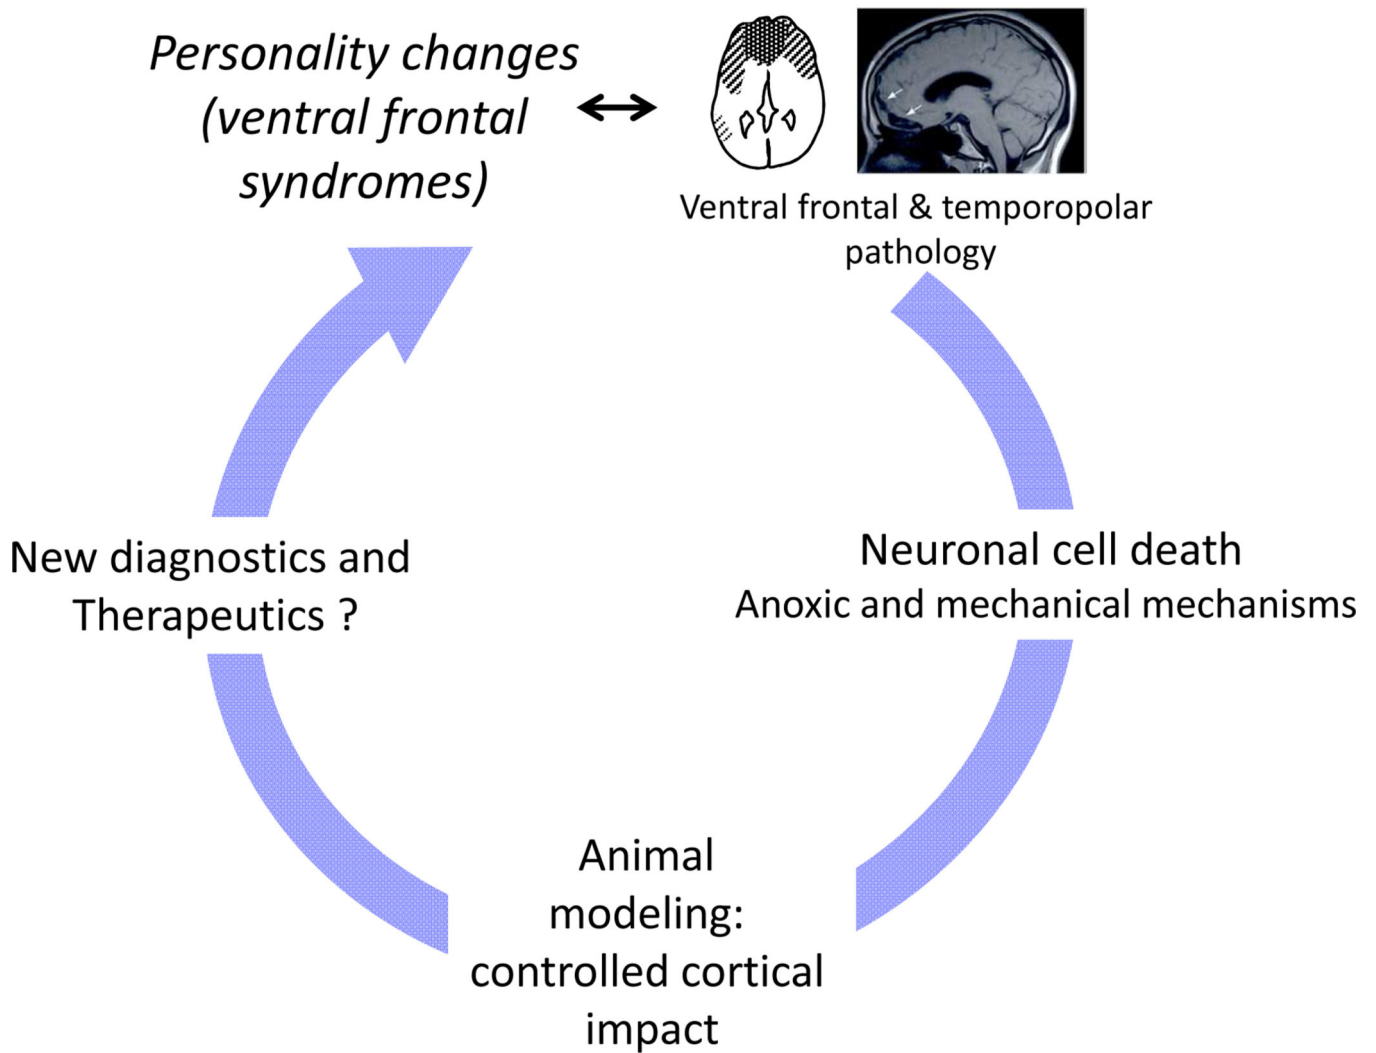 Personality changes
(ventral frontal
syndromes)
Ventral frontal & temporopolar
pathology
Neuronal cell death
Anoxic and mechanical mechanisms
New diagnostics and
Therapeutics ?
Animal
modeling:
controlled cortical
impact